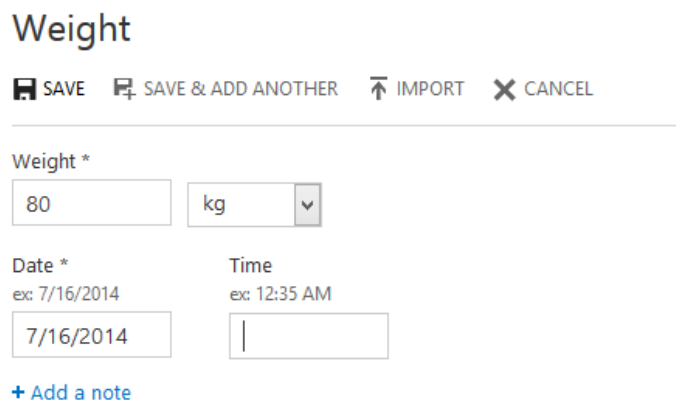 Weight
SAVE SAVE & ADD ANOTHER IMPORT CANCEL
Weight *
80 kg
Date * Time
ex: 7/16/2014 ex: 12:35 AM
7/16/2014
+ Add a note